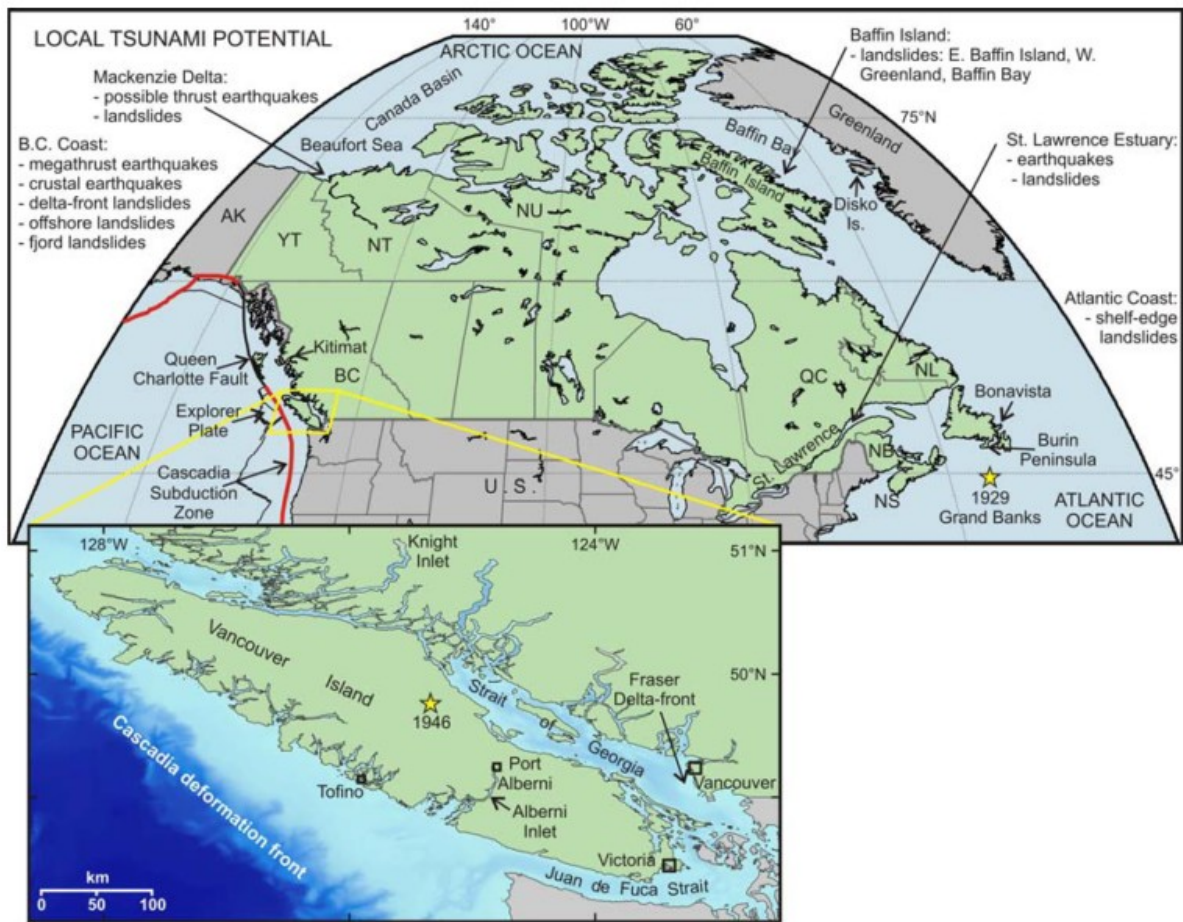 140°
100°W
60°
LOCAL TSUNAMI POTENTIAL
ARCTIC OCEAN
Baffin Island:
- landslides: E. Baffin Island, W.
Greenland, Baffin Bay
Mackenzie Delta:
- possible thrust earthquakes
- landslides
Canada Basin
Beaufort Sea
Baffin Bay
Greenland
75°N
B.C. Coast:
- megathrust earthquakes
- crustal earthquakes
- delta-front landslides
- offshore landslides
- fjord landslides
St. Lawrence Estuary:
- earthquakes
- landslides
Baffin Island
Disko
Is.
AK
YT
NT
NU
Atlantic Coast:
- shelf-edge
landslides
Queen
Charlotte Fault
Kitimat
BC
QC
NL
Bonavista
Explorer
Plate
PACIFIC
OCEAN
Burin
Peninsula
St. Lawrence
NB
NS
Cascadia
Subduction
Zone
U.S.
45°
1929
Grand Banks
ATLANTIC
OCEAN
128°W
Knight
Inlet
124°W
51°N
Vancouver
Island
50°N
Fraser
Delta-front
1946
Strait
of
Georgia
Cascadia deformation front
Tofino
Port
Alberni
Vancouver
Alberni
Inlet
Victoria
Juan de Fuca Strait
km
0 50 100